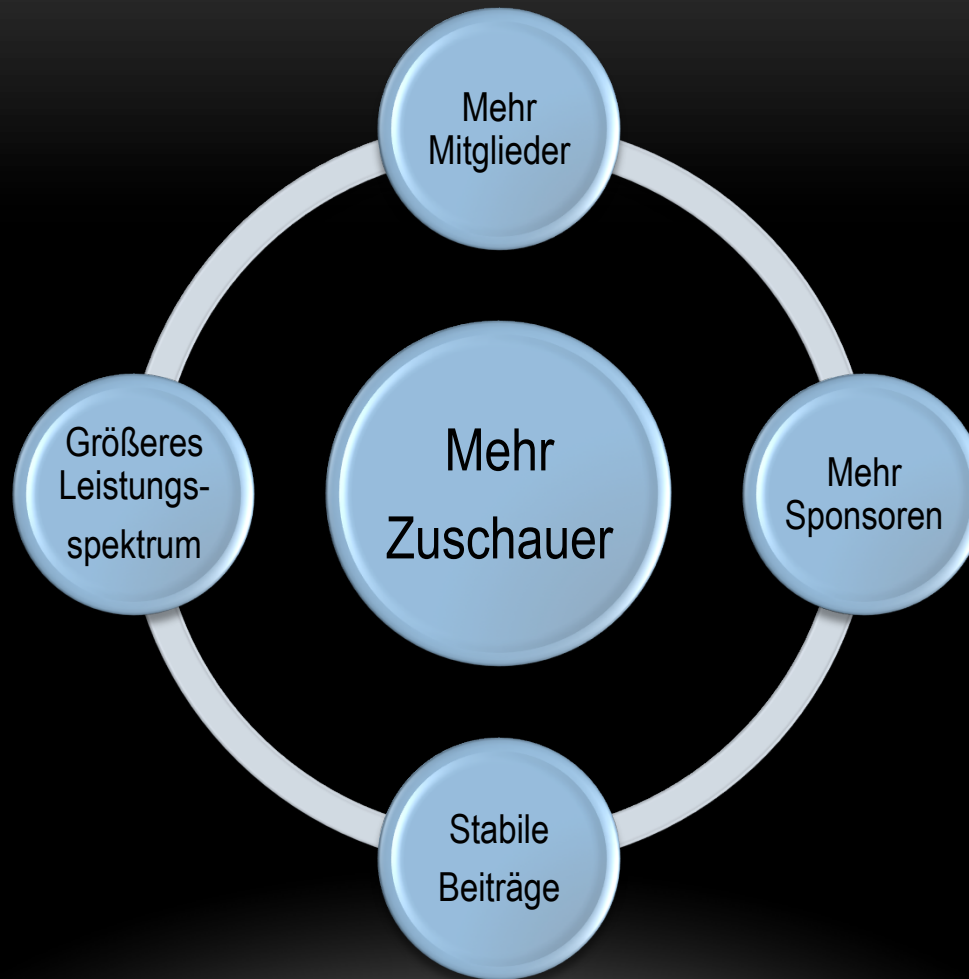 Mehr
Mitglieder
Größeres
Leistungs-
spektrum
Mehr
Zuschauer
Mehr
Sponsoren
Stabile
Beiträge